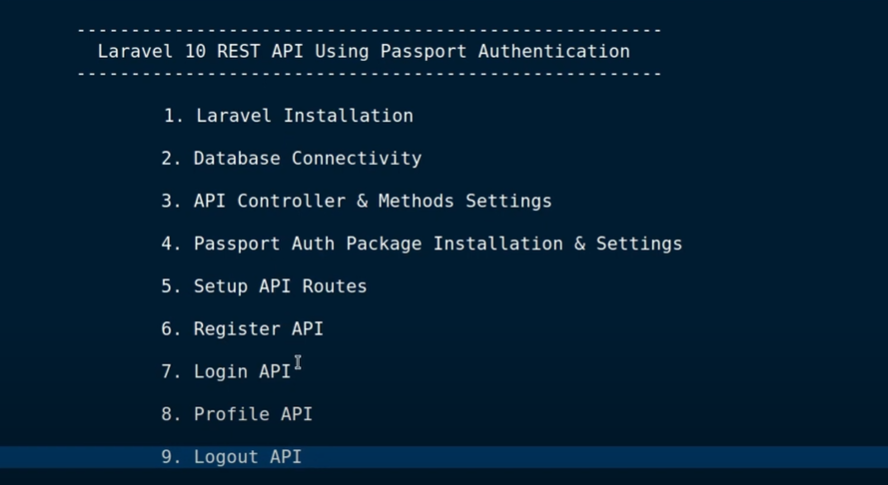 ------------------------------------------------------
Laravel 10 REST API Using Passport Authentication
------------------------------------------------------
1. Laravel Installation
2. Database Connectivity
3. API Controller & Methods Settings
4. Passport Auth Package Installation & Settings
5. Setup API Routes
6. Register API
7. Login API
8. Profile API
9. Logout API